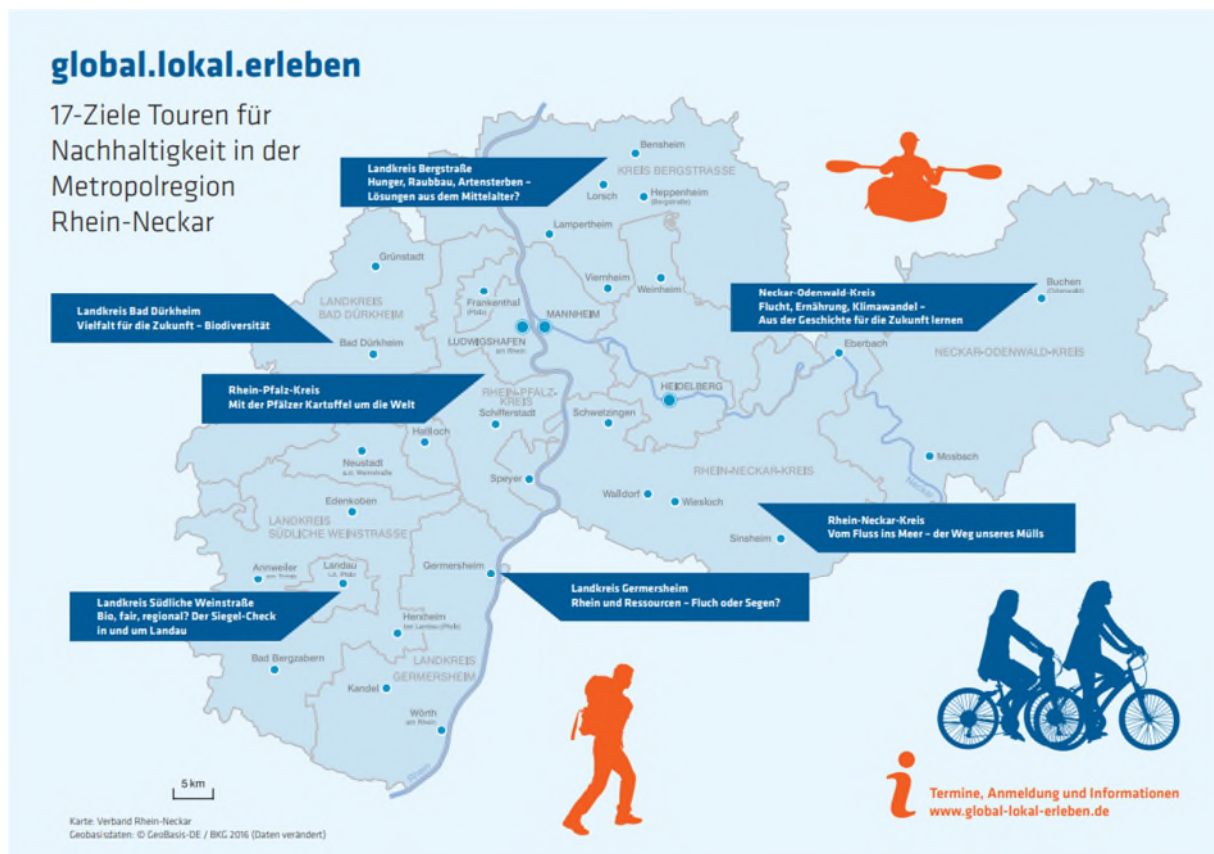 global.lokal.erleben
17-Ziele Touren für
Nachhaltigkeit in der
Metropolregion
Rhein-Neckar
Landkreis Bergstraße
Hunger, Raubbau, Artensterben –
Lösungen aus dem Mittelalter?
Bensheim
KREIS BERGSTRASSE
Lorsch
Heppenheim
(Bergstraße)
Lampertheim
Grünstadt
Viernheim
Weinheim
Frankenthal
(Pfalz)
MANNHEIM
LUDWIGSHAFEN
am Rhein
LANDKREIS
BAD DÜRKHEIM
Landkreis Bad Dürkheim
Vielfalt für die Zukunft – Biodiversität
Bad Dürkheim
Neckar-Odenwald-Kreis
Flucht, Ernährung, Klimawandel –
Aus der Geschichte für die Zukunft lernen
Buchen
(Odenwald)
Eberbach
NECKAR-ODENWALD-KREIS
Rhein-Pfalz-Kreis
Mit der Pfälzer Kartoffel um die Welt
RHEIN-PFALZ-
KREIS
Schifferstadt
HEIDELBERG
Schwetzingen
Haßloch
Neustadt
a.d. Weinstraße
Speyer
RHEIN-NECKAR-KREIS
Mosbach
Neckar
Walldorf
Wiesloch
Sinsheim
Edenkoben
LANDKREIS
SÜDLICHE WEINSTRASSE
Rhein-Neckar-Kreis
Vom Fluss ins Meer – der Weg unseres Mülls
Annweiler
am Trifels
Landau
i.d. Pfalz
Germersheim
Landkreis Germersheim
Rhein und Ressourcen – Fluch oder Segen?
Landkreis Südliche Weinstraße
Bio, fair, regional? Der Siegel-Check
in und um Landau
Herxheim
bei Landau (Pfalz)
Bad Bergzabern
LANDKREIS
GERMERSHEIM
Kandel
Wörth
am Rhein
Rhein
5 km
Karte: Verband Rhein-Neckar
Geobasisdaten: © GeoBasis-DE / BKG 2016 (Daten verändert)
i
Termine, Anmeldung und Informationen
www.global-lokal-erleben.de